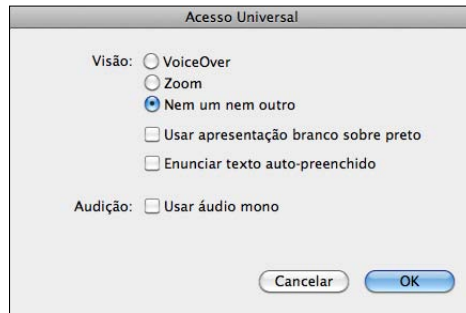 Acesso Universal
Visão: VoiceOver
Zoom
Nem um nem outro
Usar apresentação branco sobre preto
Enunciar texto auto-preenchido
Audição: Usar áudio mono
Cancelar OK